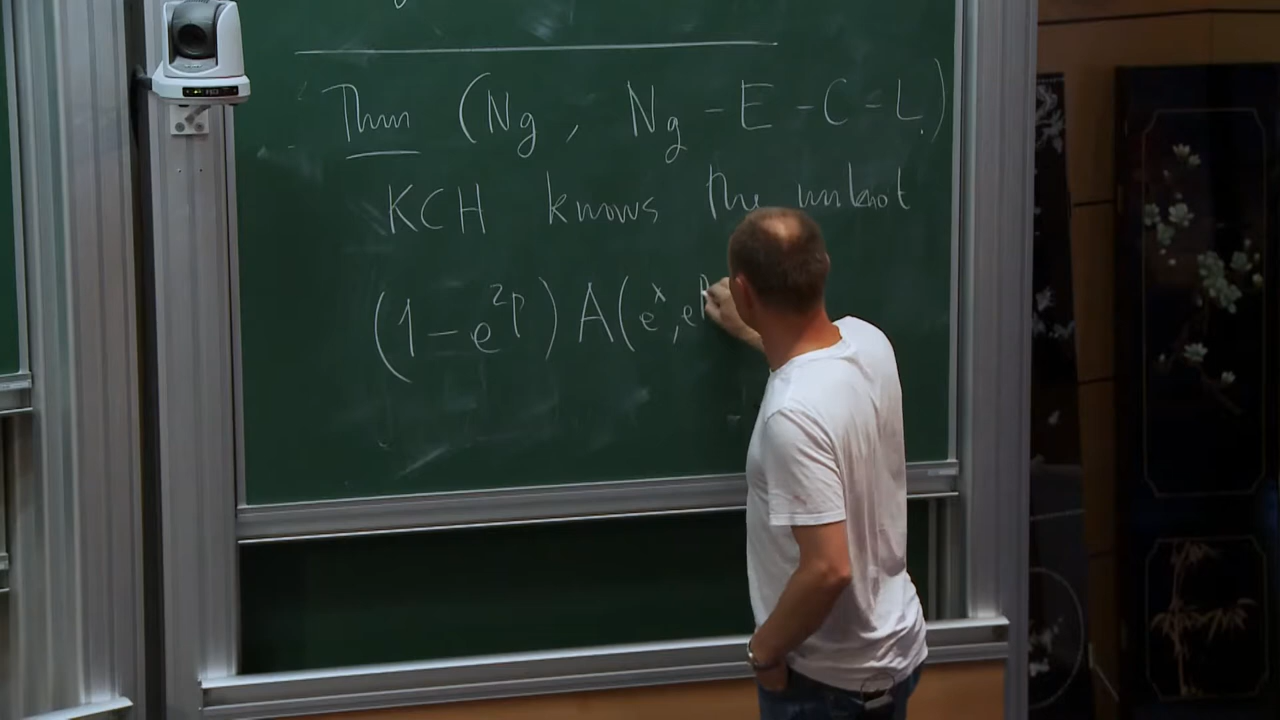 Thm (Ng, Ng-E-C-L.)
KCH knows the unknot
(1-e^{2p}) A(e^x, e^p